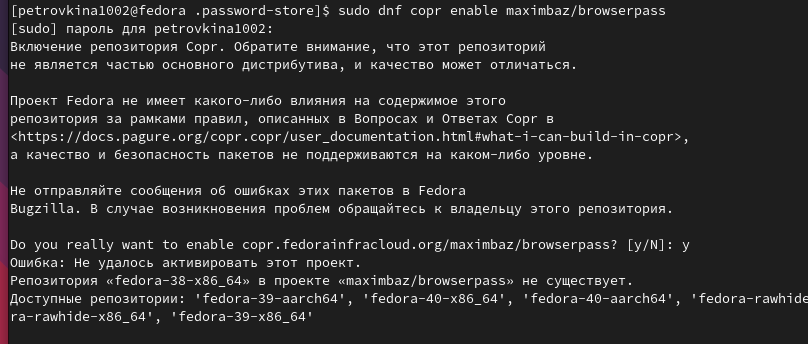 [petrovkina1002@fedora .password-store]$ sudo dnf copr enable maximbaz/browserpass
[sudo] пароль для petrovkina1002:
Включение репозитория Copr. Обратите внимание, что этот репозиторий
не является частью основного дистрибутива, и качество может отличаться.

Проект Fedora не имеет какого-либо влияния на содержимое этого
репозитория за рамками правил, описанных в Вопросах и Ответах Copr в
<https://docs.pagure.org/copr.copr/user_documentation.html#what-i-can-build-in-copr>,
а качество и безопасность пакетов не поддерживаются на каком-либо уровне.

Не отправляйте сообщения об ошибках этих пакетов в Fedora
Bugzilla. В случае возникновения проблем обращайтесь к владельцу этого репозитория.

Do you really want to enable copr.fedorainfracloud.org/maximbaz/browserpass? [y/N]: y
Ошибка: Не удалось активировать этот проект.
Репозитория «fedora-38-x86_64» в проекте «maximbaz/browserpass» не существует.
Доступные репозитории: 'fedora-39-aarch64', 'fedora-40-x86_64', 'fedora-40-aarch64', 'fedora-rawhide
ra-rawhide-x86_64', 'fedora-39-x86_64'